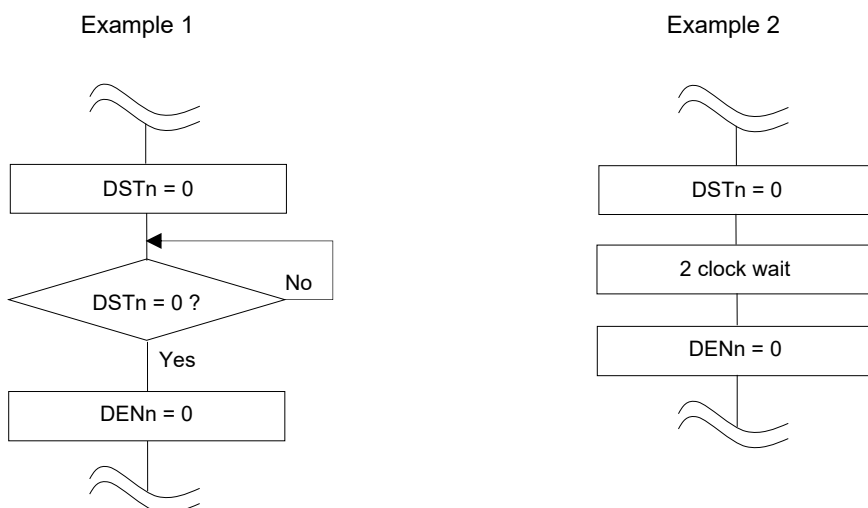 Example 1
DSTn = 0
DSTn = 0 ?
No
Yes
DENn = 0
Example 2
DSTn = 0
2 clock wait
DENn = 0